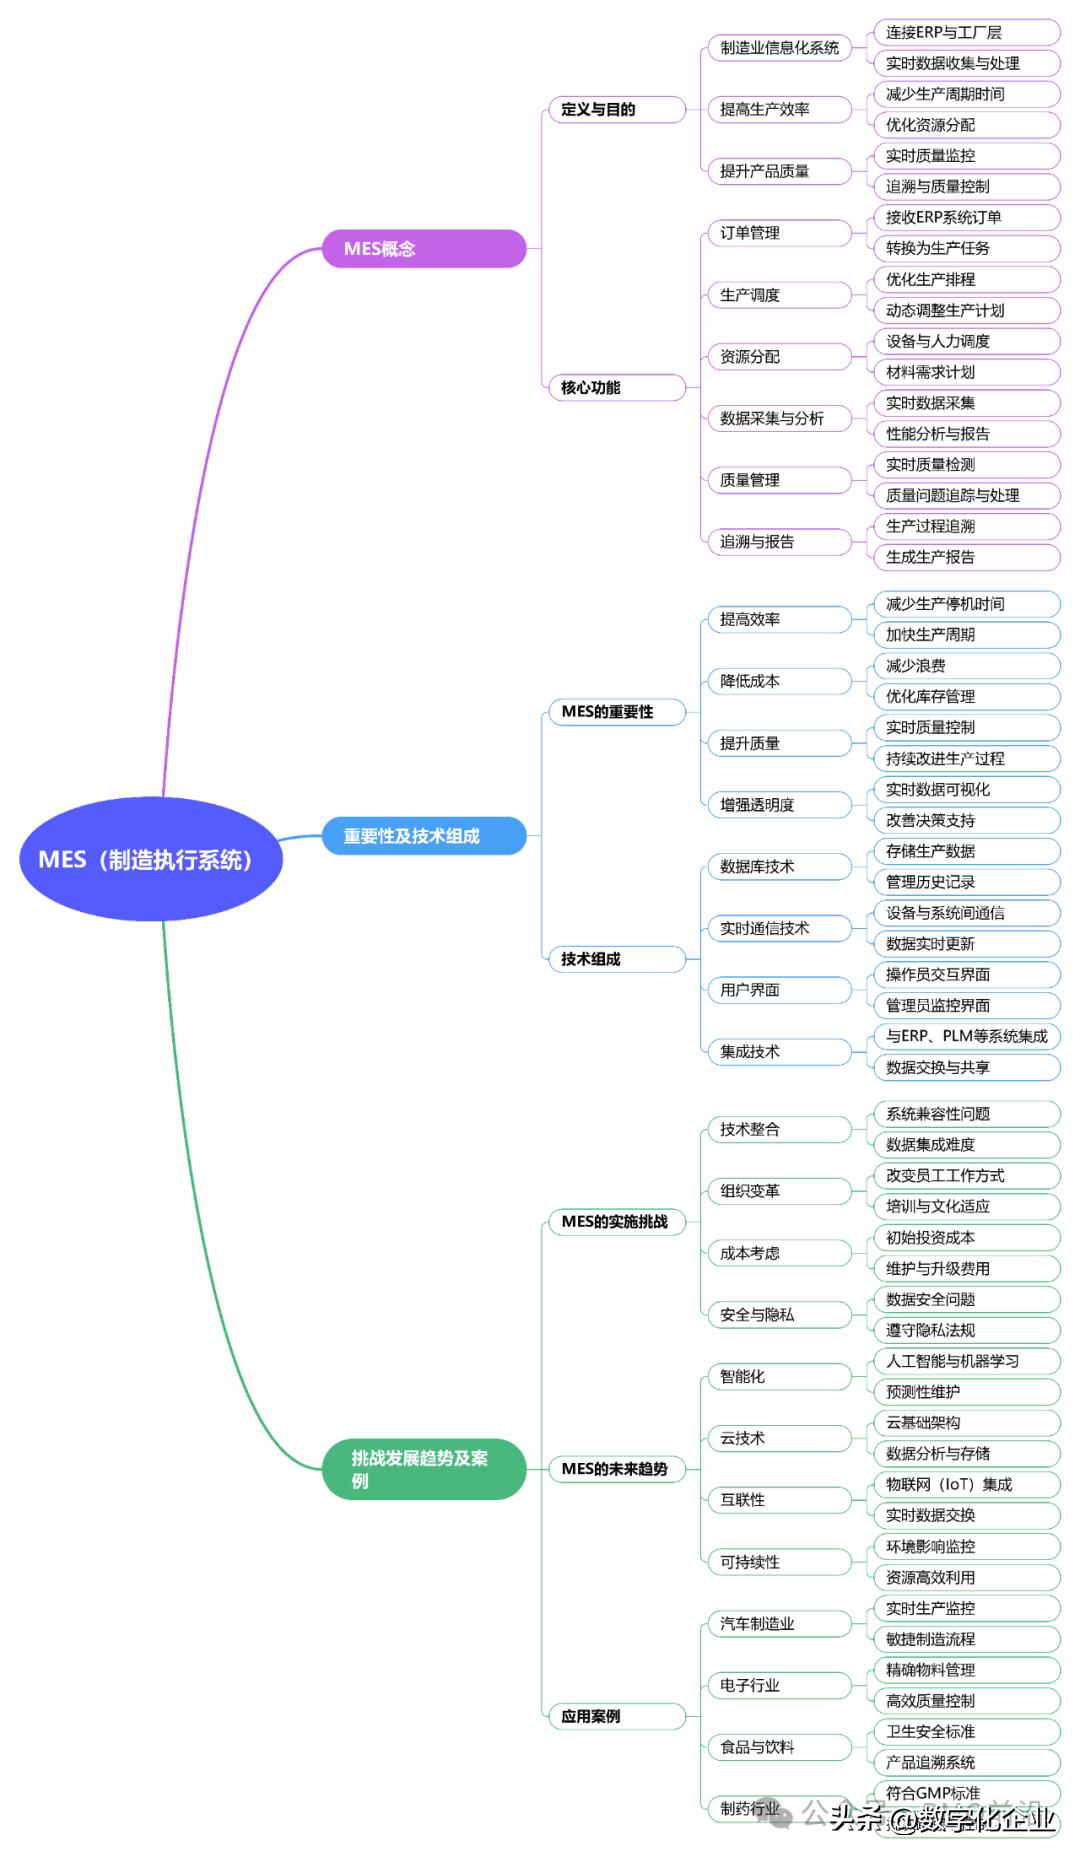 MES（制造执行系统）
MES概念
定义与目的
制造业信息化系统
连接ERP与工厂层
实时数据收集与处理
提高生产效率
减少生产周期时间
优化资源分配
提升产品质量
实时质量监控
追溯与质量控制
核心功能
订单管理
接收ERP系统订单
转换为生产任务
生产调度
优化生产排程
动态调整生产计划
资源分配
设备与人力调度
材料需求计划
数据采集与分析
实时数据采集
性能分析与报告
质量管理
实时质量检测
质量问题追踪与处理
追溯与报告
生产过程追溯
生成生产报告
重要性及技术组成
MES的重要性
提高效率
减少生产停机时间
加快生产周期
降低成本
减少浪费
优化库存管理
提升质量
实时质量控制
持续改进生产过程
增强透明度
实时数据可视化
改善决策支持
技术组成
数据库技术
存储生产数据
管理历史记录
实时通信技术
设备与系统间通信
数据实时更新
用户界面
操作员交互界面
管理员监控界面
集成技术
与ERP、PLM等系统集成
数据交换与共享
挑战发展趋势及案
例
MES的实施挑战
技术整合
系统兼容性问题
数据集成难度
组织变革
改变员工工作方式
培训与文化适应
成本考虑
初始投资成本
维护与升级费用
安全与隐私
数据安全问题
遵守隐私法规
MES的未来趋势
智能化
人工智能与机器学习
预测性维护
云技术
云基础架构
数据分析与存储
互联性
物联网（IoT）集成
实时数据交换
可持续性
环境影响监控
资源高效利用
应用案例
汽车制造业
实时生产监控
敏捷制造流程
电子行业
精确物料管理
高效质量控制
食品与饮料
卫生安全标准
产品追溯系统
制药行业
符合GMP标准
头条 @数字化企业